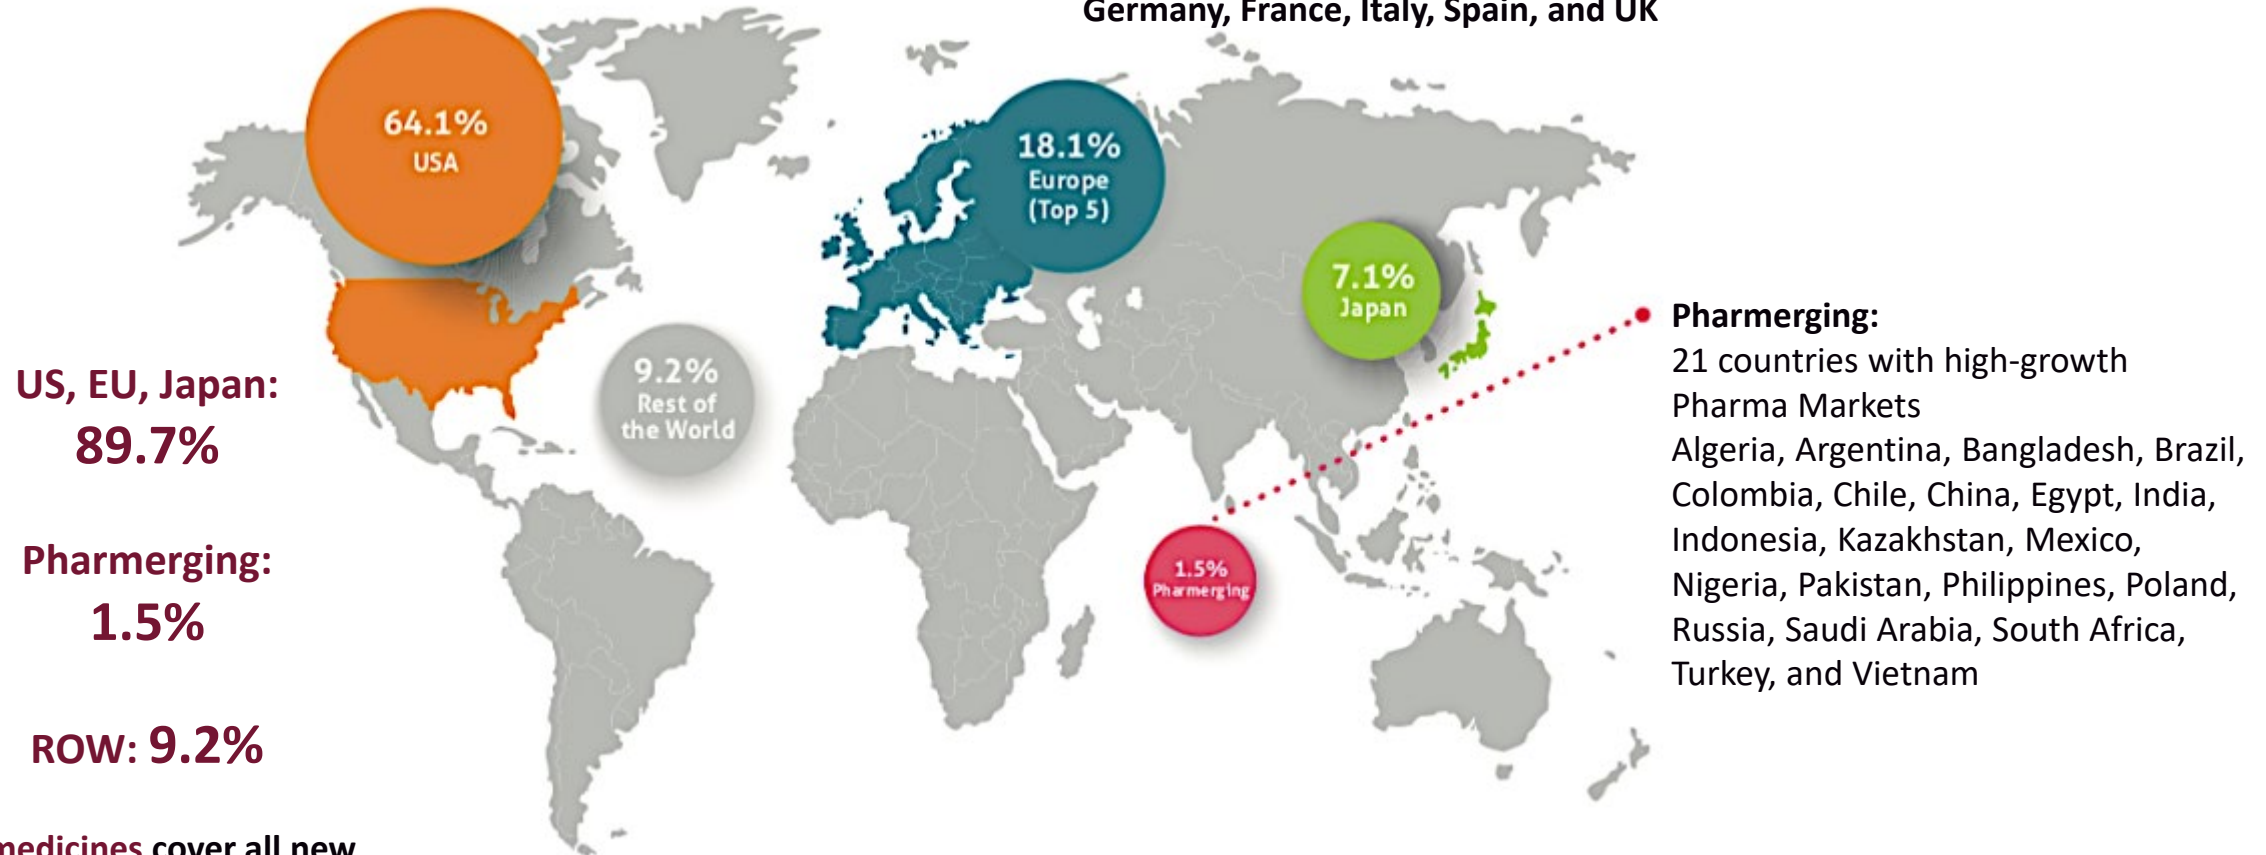 Germany, France, Italy, Spain, and UK
64.1%
USA
18.1%
Europe
(Top 5)
7.1%
Japan
9.2%
Rest of
the World
1.5%
Pharmerging
US, EU, Japan:
89.7%
Pharmerging:
1.5%
ROW: 9.2%
medicines cover all new
Pharmerging:
21 countries with high-growth
Pharma Markets
Algeria, Argentina, Bangladesh, Brazil,
Colombia, Chile, China, Egypt, India,
Indonesia, Kazakhstan, Mexico,
Nigeria, Pakistan, Philippines, Poland,
Russia, Saudi Arabia, South Africa,
Turkey, and Vietnam